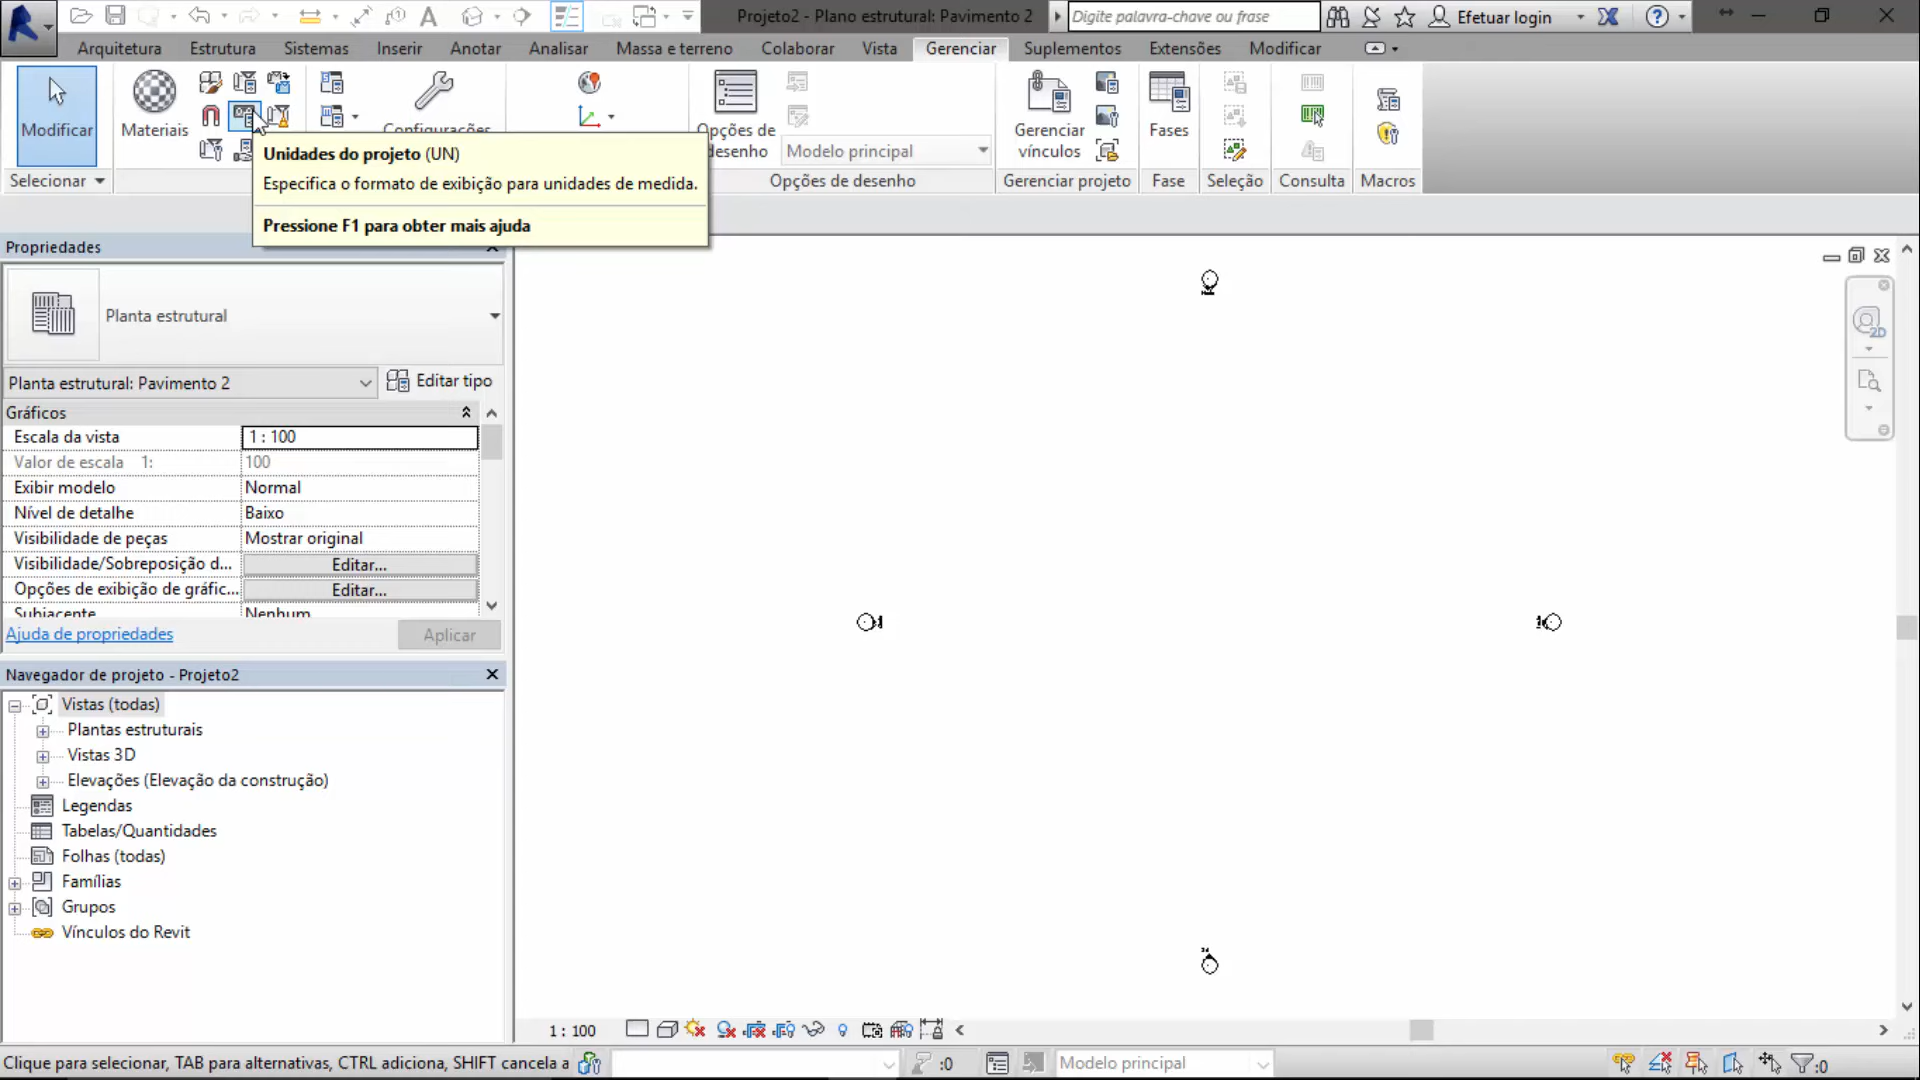 Projeto2 - Plano estrutural: Pavimento 2
Digite palavra-chave ou frase
Efetuar login
Arquitetura
Estrutura
Sistemas
Inserir
Anotar
Analisar
Massa e terreno
Colaborar
Vista
Gerenciar
Suplementos
Extensões
Modificar
Modificar
Materiais
Configurações
Opções de
desenho
Modelo principal
Gerenciar
vínculos
Fases
Selecionar
Opções de desenho
Gerenciar projeto
Fase
Seleção
Consulta
Macros
Unidades do projeto (UN)
Especifica o formato de exibição para unidades de medida.
Pressione F1 para obter mais ajuda
Propriedades
Planta estrutural
Planta estrutural: Pavimento 2
Editar tipo
Gráficos
Escala da vista 1 : 100
Valor de escala 1: 100
Exibir modelo Normal
Nível de detalhe Baixo
Visibilidade de peças Mostrar original
Visibilidade/Sobreposição d... Editar...
Opções de exibição de gráfic... Editar...
Subjacente Nenhum
Ajuda de propriedades
Aplicar
Navegador de projeto - Projeto2
Vistas (todas)
Plantas estruturais
Vistas 3D
Elevações (Elevação da construção)
Legendas
Tabelas/Quantidades
Folhas (todas)
Famílias
Grupos
Vínculos do Revit
2D
1 : 100
Clique para selecionar, TAB para alternativas, CTRL adiciona, SHIFT cancela a
:0
Modelo principal
:0